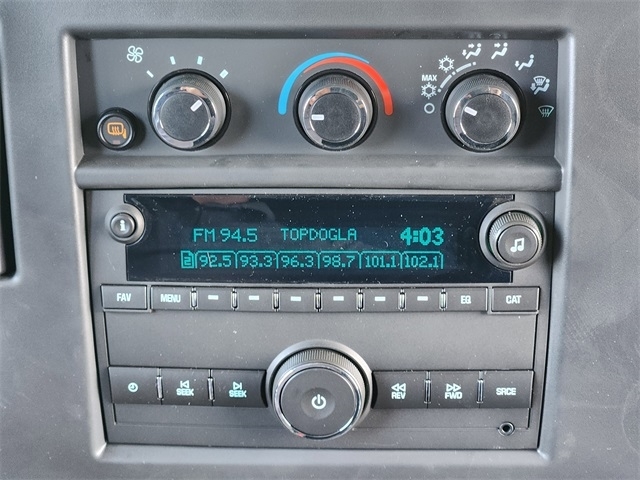 MAX
FM 94.5 TOPDOGLA 4:03
2 92.5 93.3 96.3 98.7 101.1 102.1
FAV MENU EQ CAT
SEEK SEEK REV FWD SRCE